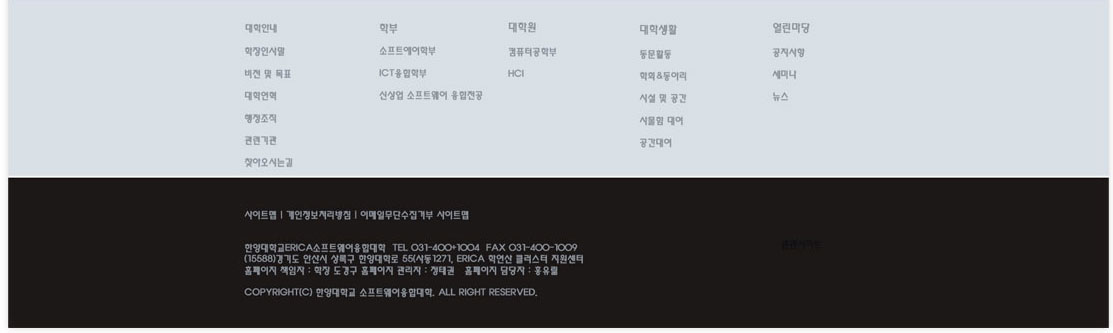 대학안내
학장인사말
비전 및 목표
대학연혁
행정조직
관련기관
찾아오시는길
학부
소프트웨어학부
ICT융합학부
신산업 소프트웨어 융합전공
대학원
컴퓨터공학부
HCI
대학생활
동문활동
학회&동아리
시설 및 공간
사물함 대여
공간대여
열린마당
공지사항
세미나
뉴스
사이트맵 | 개인정보처리방침 | 이메일무단수집거부 사이트맵
관련사이트
한양대학교ERICA소프트웨어융합대학 TEL 031-400+1004 FAX 031-400-1009
(15588)경기도 안산시 상록구 한양대학로 55(사동1271, ERICA 학연산 클러스터 지원센터
홈페이지 책임자 : 학장 도경구 홈페이지 관리자 : 정태권 홈페이지 담당자 : 홍유월
COPYRIGHT(C) 한양대학교 소프트웨어융합대학. ALL RIGHT RESERVED.